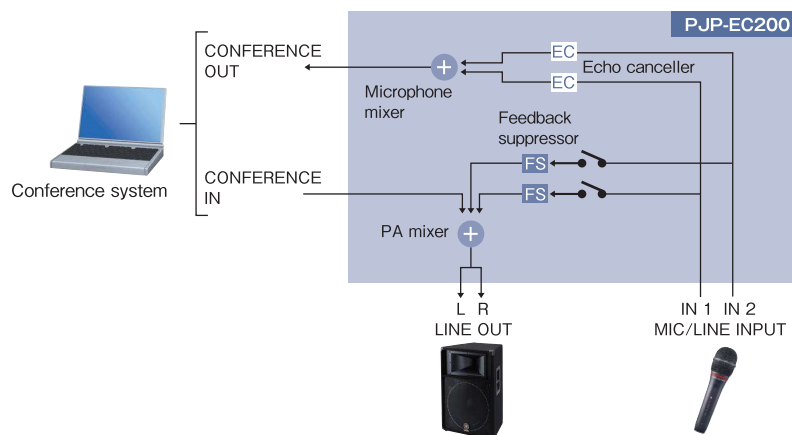 PJP-EC200
CONFERENCE
OUT
EC
Echo canceller
EC
Microphone
mixer
Feedback
suppressor
FS
FS
Conference system
CONFERENCE
IN
PA mixer
L R
LINE OUT
IN 1 IN 2
MIC/LINE INPUT